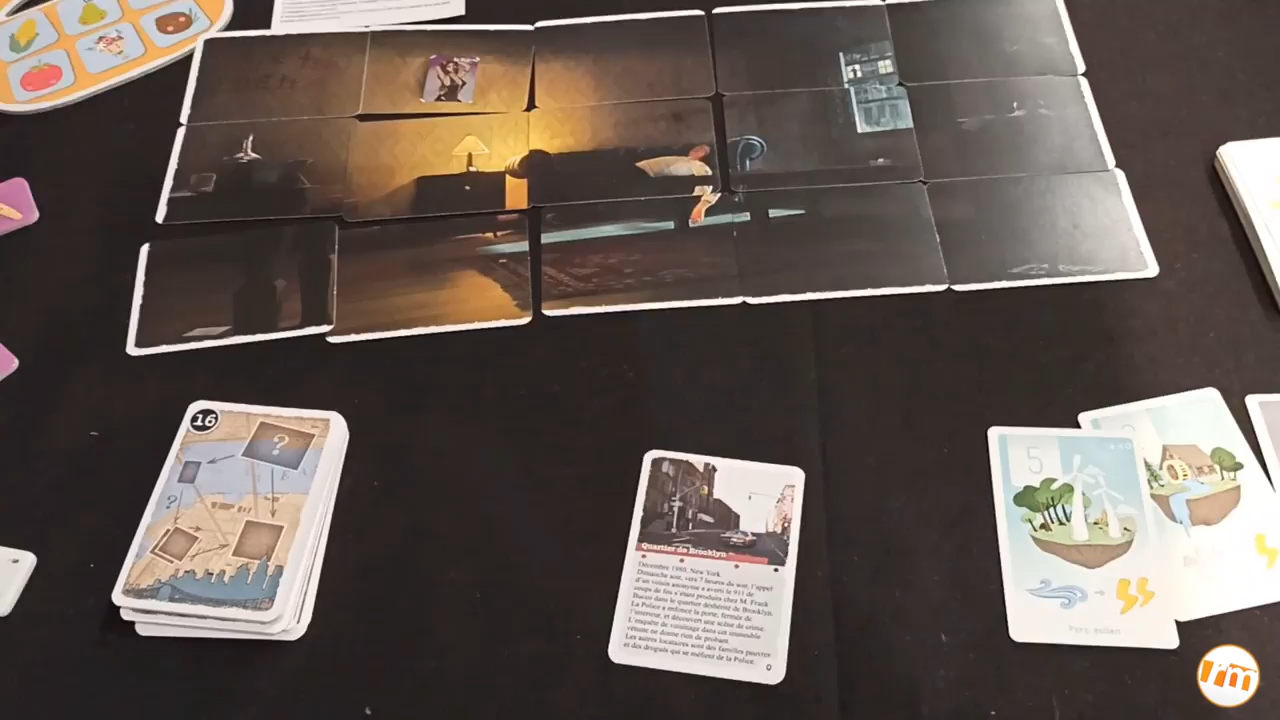 16
?
?
Quartier de Brooklyn
Décembre 1980, New York.
Dimanche soir, vers 7 heures du soir, l'appel
d'un voisin anonyme a averti le 911 de
coups de feu s'étant produits chez M. Frank
dans le quartier déshérité de Brooklyn.
La Police a enfoncé la porte, fermée de
l'intérieur, et découvert une scène de crime.
L'enquête de voisinage dans cet immeuble
vétuste ne donne rien de probant.
Les autres locataires sont des familles pauvres
et des drogués qui se méfient de la Police.
0
5
Parc éolien
rm